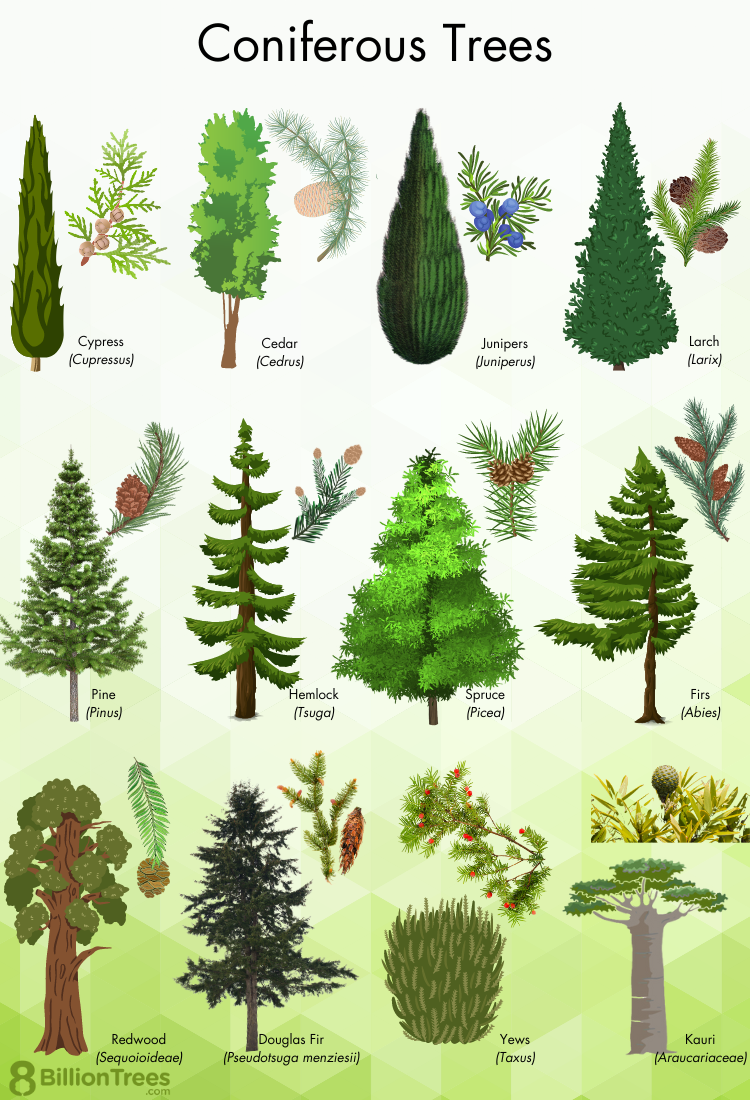 Coniferous Trees
Cypress
(Cupressus)
Cedar
(Cedrus)
Junipers
(Juniperus)
Larch
(Larix)
Pine
(Pinus)
Hemlock
(Tsuga)
Spruce
(Picea)
Firs
(Abies)
Redwood
(Sequoioideae)
Douglas Fir
(Pseudotsuga menziesii)
Yews
(Taxus)
Kauri
(Araucariaceae)
8 BillionTrees
.com